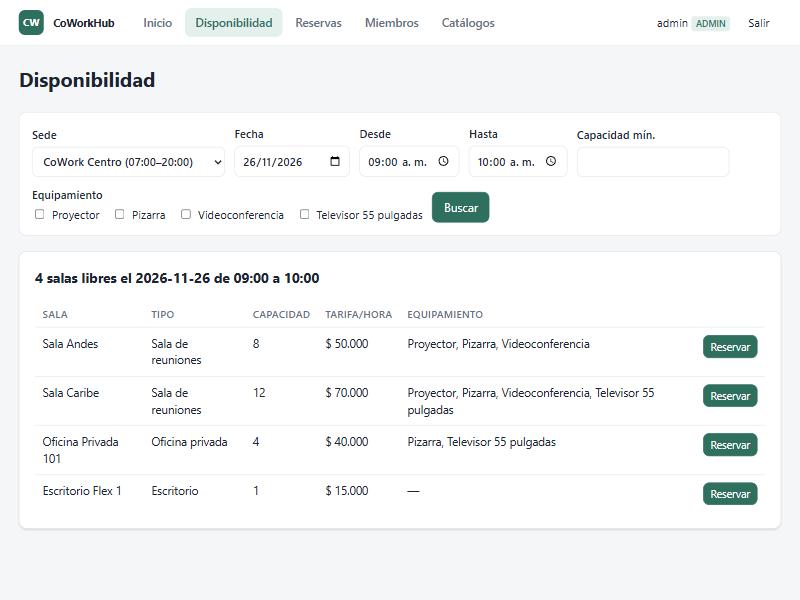 CW CoWorkHub Inicio Disponibilidad Reservas Miembros Catálogos admin ADMIN Salir
Disponibilidad
Sede Fecha Desde Hasta Capacidad mín.
CoWork Centro (07:00–20:00) 26/11/2026 09:00 a. m. 10:00 a. m.
Equipamiento
Proyector Pizarra Videoconferencia Televisor 55 pulgadas Buscar
4 salas libres el 2026-11-26 de 09:00 a 10:00
SALA TIPO CAPACIDAD TARIFA/HORA EQUIPAMIENTO
Sala Andes Sala de reuniones 8 $ 50.000 Proyector, Pizarra, Videoconferencia Reservar
Sala Caribe Sala de reuniones 12 $ 70.000 Proyector, Pizarra, Videoconferencia, Televisor 55 pulgadas Reservar
Oficina Privada 101 Oficina privada 4 $ 40.000 Pizarra, Televisor 55 pulgadas Reservar
Escritorio Flex 1 Escritorio 1 $ 15.000 — Reservar